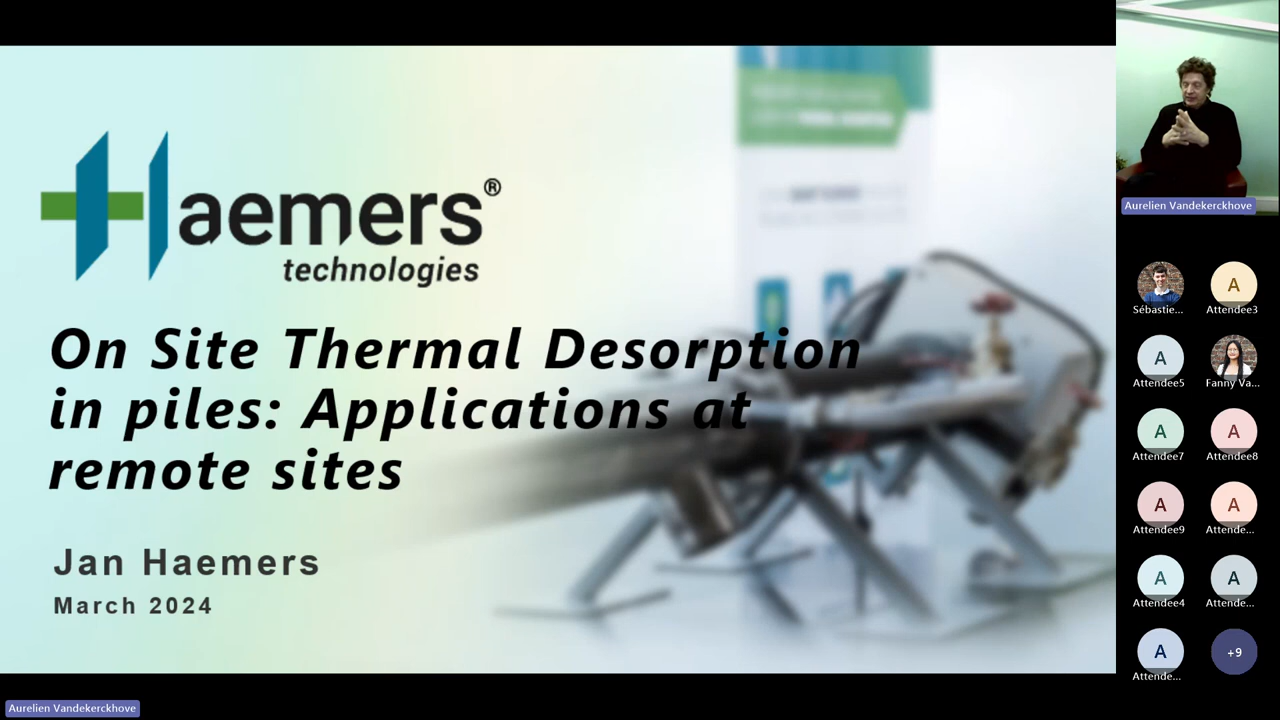 Haemers®
technologies
On Site Thermal Desorption
in piles: Applications at
remote sites
Jan Haemers
March 2024
Aurelien Vandekerckhove
Aurelien Vandekerckhove
Sébastie...
A
Attendee3
A
Attendee5
Fanny Va...
A
Attendee7
A
Attendee8
A
Attendee9
A
Attende...
A
Attendee4
A
Attende...
A
Attende...
+9